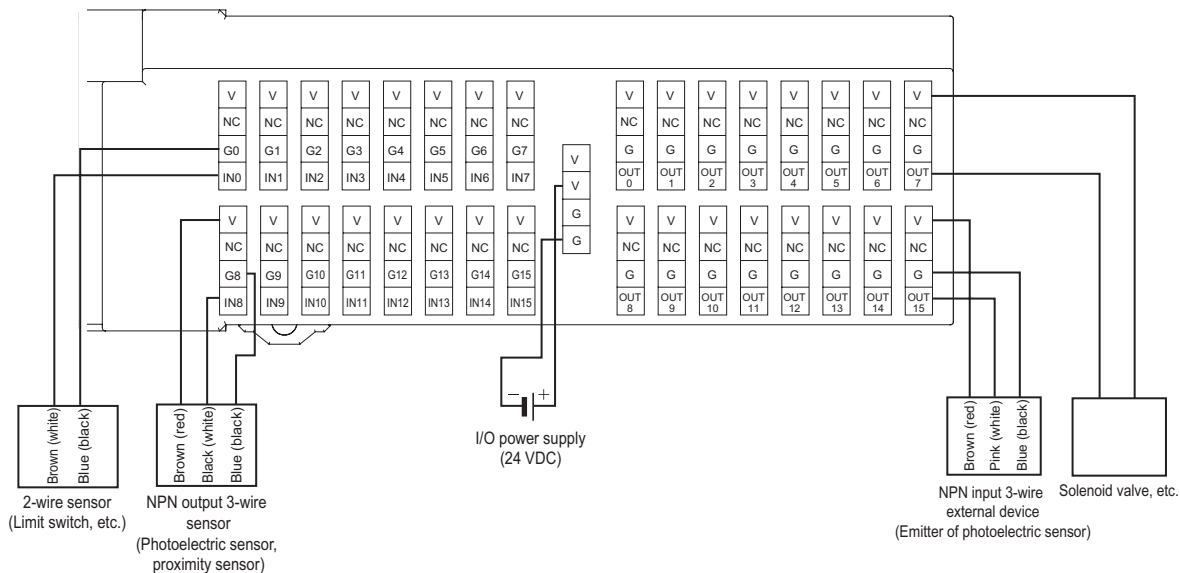 V V V V V V V V
NC NC NC NC NC NC NC NC
G0 G1 G2 G3 G4 G5 G6 G7
IN0 IN1 IN2 IN3 IN4 IN5 IN6 IN7
V V V V V V V V
NC NC NC NC NC NC NC NC
G8 G9 G10 G11 G12 G13 G14 G15
IN8 IN9 IN10 IN11 IN12 IN13 IN14 IN15
V
V
G
G
V V V V V V V V
NC NC NC NC NC NC NC NC
G G G G G G G G
OUT OUT OUT OUT OUT OUT OUT OUT
0 1 2 3 4 5 6 7
V V V V V V V V
NC NC NC NC NC NC NC NC
G G G G G G G G
OUT OUT OUT OUT OUT OUT OUT OUT
8 9 10 11 12 13 14 15
Brown (white)
Blue (black)
2-wire sensor
(Limit switch, etc.)
Brown (red)
Black (white)
Blue (black)
NPN output 3-wire
sensor
(Photoelectric sensor,
proximity sensor)
− +
I/O power supply
(24 VDC)
Brown (red)
Pink (white)
Blue (black)
NPN input 3-wire
external device
(Emitter of photoelectric sensor)
Solenoid valve, etc.